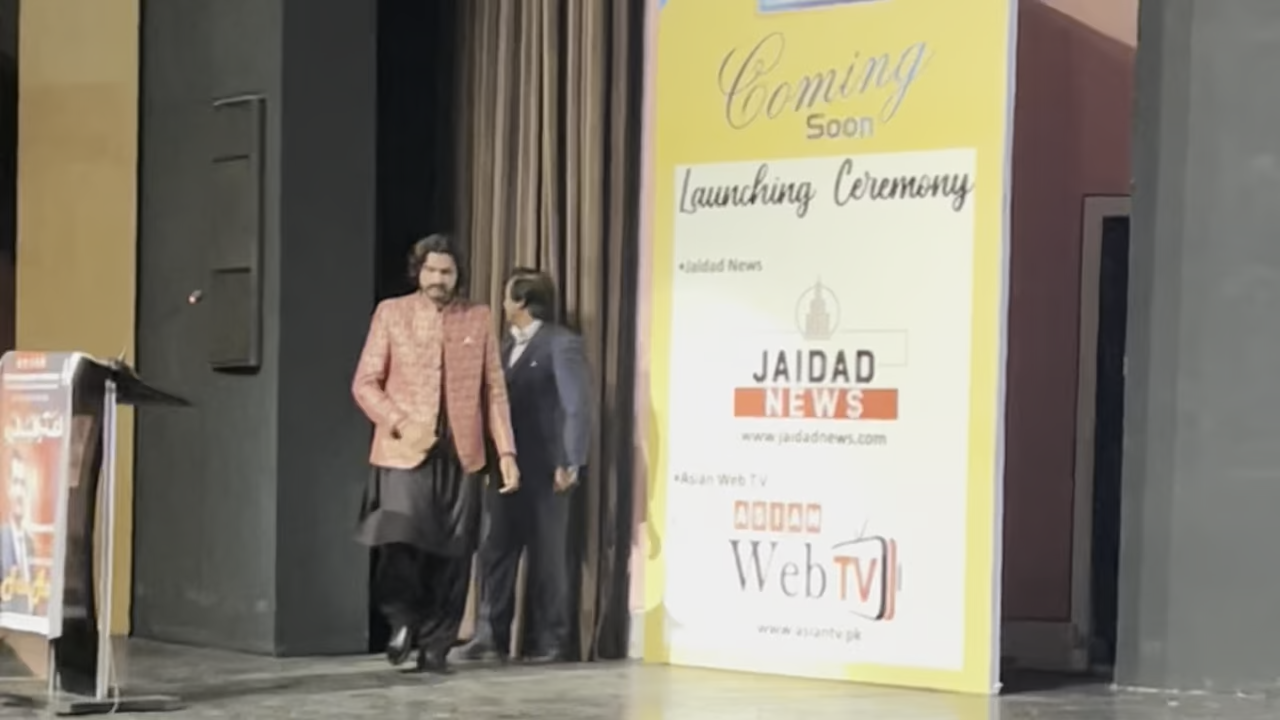 Coming
Soon
Launching Ceremony
•Jaidad News
JAIDAD
NEWS
www.jaidadnews.com
•Asian Web TV
ASIAN
Web TV
www.asiantv.pk